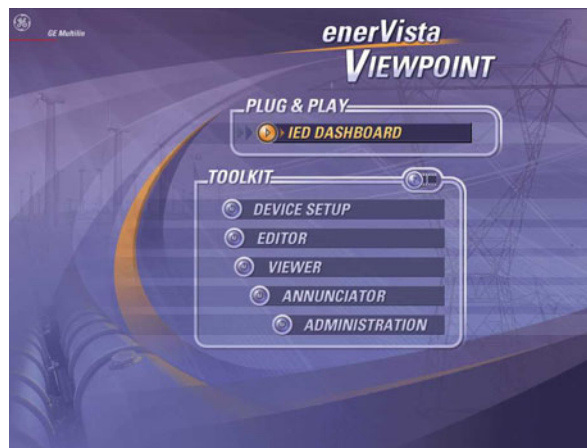 GE Multilin
enerVista
VIEWPOINT
PLUG & PLAY
IED DASHBOARD
TOOLKIT
DEVICE SETUP
EDITOR
VIEWER
ANNUNCIATOR
ADMINISTRATION